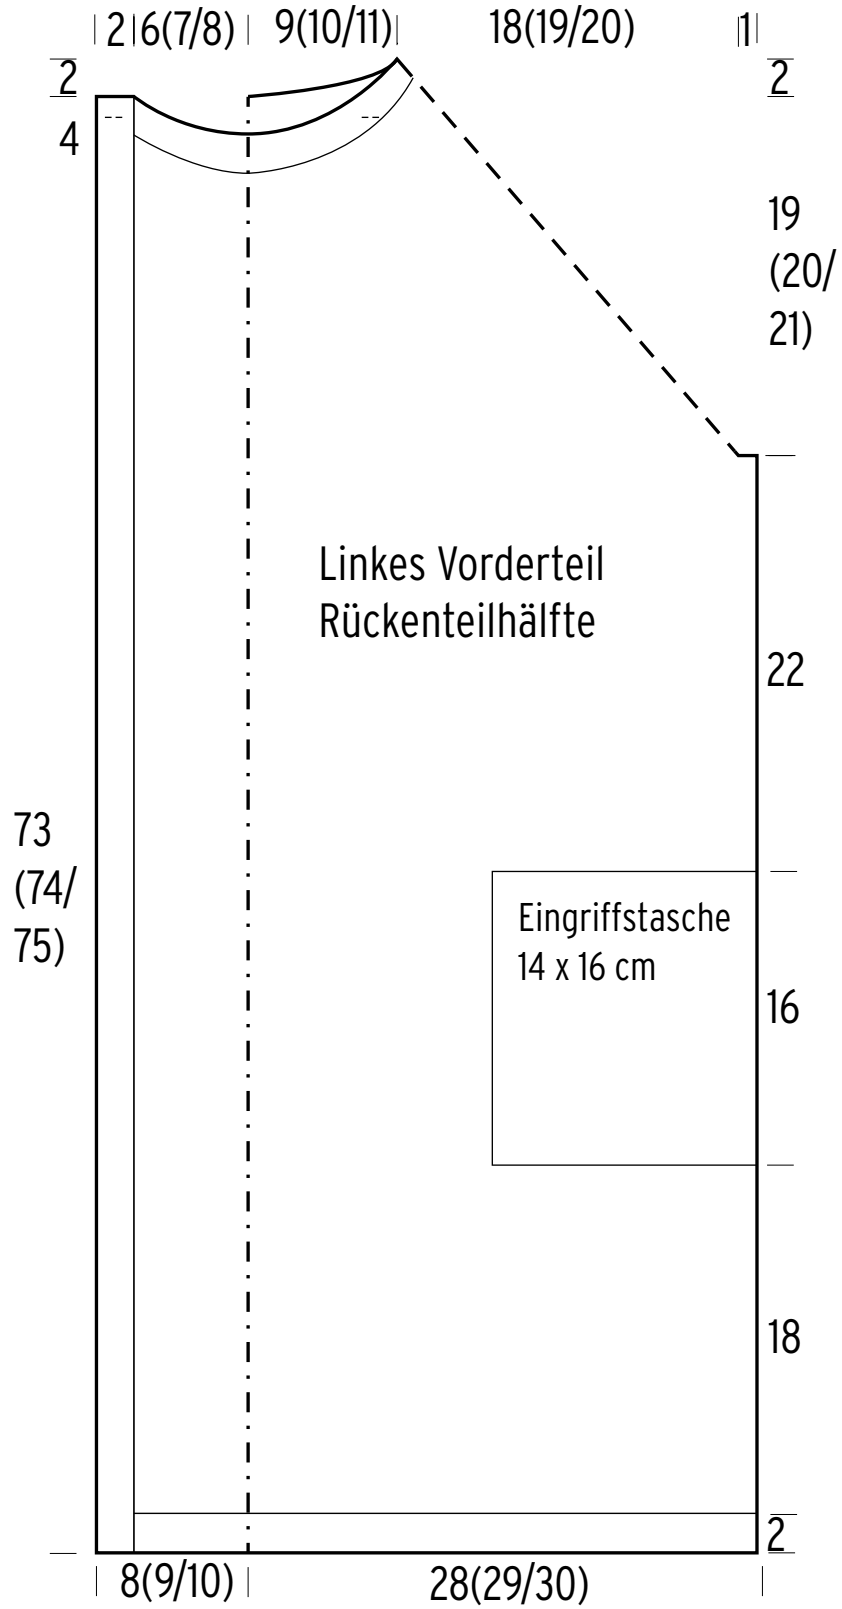 2 6(7/8) 9(10/11) 18(19/20) 1
2
2
4
19
(20/
21)
Linkes Vorderteil
Rückenteilhälfte
22
73
(74/
75)
Eingriffstasche
14 x 16 cm
16
18
2
8(9/10) 28(29/30)